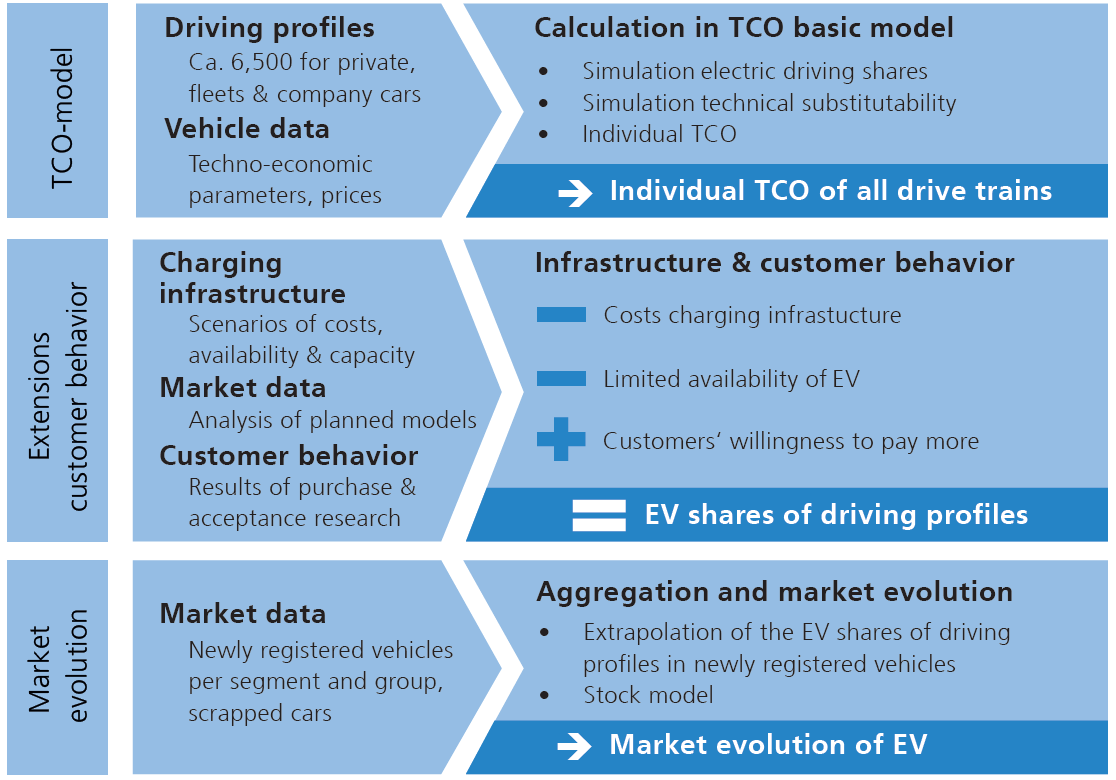 TCO-model
Driving profiles
Ca. 6,500 for private,
fleets & company cars
Vehicle data
Techno-economic
parameters, prices
Calculation in TCO basic model
• Simulation electric driving shares
• Simulation technical substitutability
• Individual TCO
→ Individual TCO of all drive trains
Extensions
customer behavior
Charging
infrastructure
Scenarios of costs,
availability & capacity
Market data
Analysis of planned models
Customer behavior
Results of purchase &
acceptance research
Infrastructure & customer behavior
Costs charging infrastucture
Limited availability of EV
Customers’ willingness to pay more
EV shares of driving profiles
Market
evolution
Market data
Newly registered vehicles
per segment and group,
scrapped cars
Aggregation and market evolution
• Extrapolation of the EV shares of driving
profiles in newly registered vehicles
• Stock model
→ Market evolution of EV